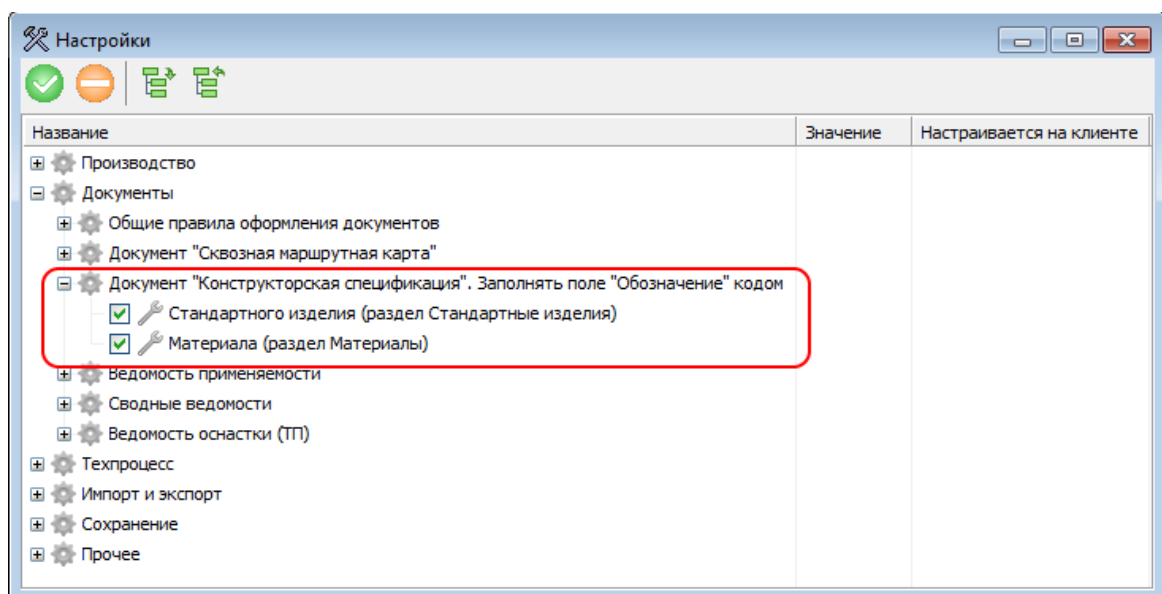 Настройки
Название Значение Настраивается на клиенте
Производство
Документы
Общие правила оформления документов
Документ "Сквозная маршрутная карта"
Документ "Конструкторская спецификация". Заполнять поле "Обозначение" кодом
Стандартного изделия (раздел Стандартные изделия)
Материала (раздел Материалы)
Ведомость применяемости
Сводные ведомости
Ведомость оснастки (ТП)
Техпроцесс
Импорт и экспорт
Сохранение
Прочее